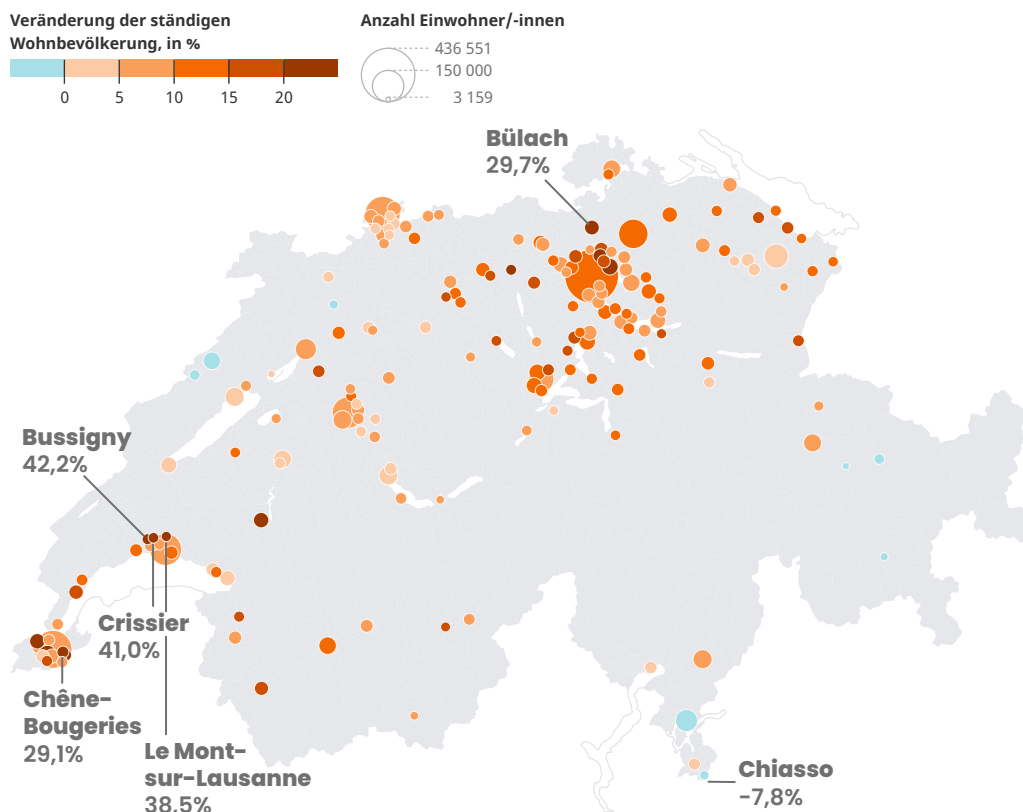 Veränderung der ständigen
Wohnbevölkerung, in %
0 5 10 15 20
Anzahl Einwohner/-innen
436 551
150 000
3 159
Bülach
29,7%
Bussigny
42,2%
Crissier
41,0%
Chêne-
Bougeries
29,1%
Le Mont-
sur-Lausanne
38,5%
Chiasso
-7,8%